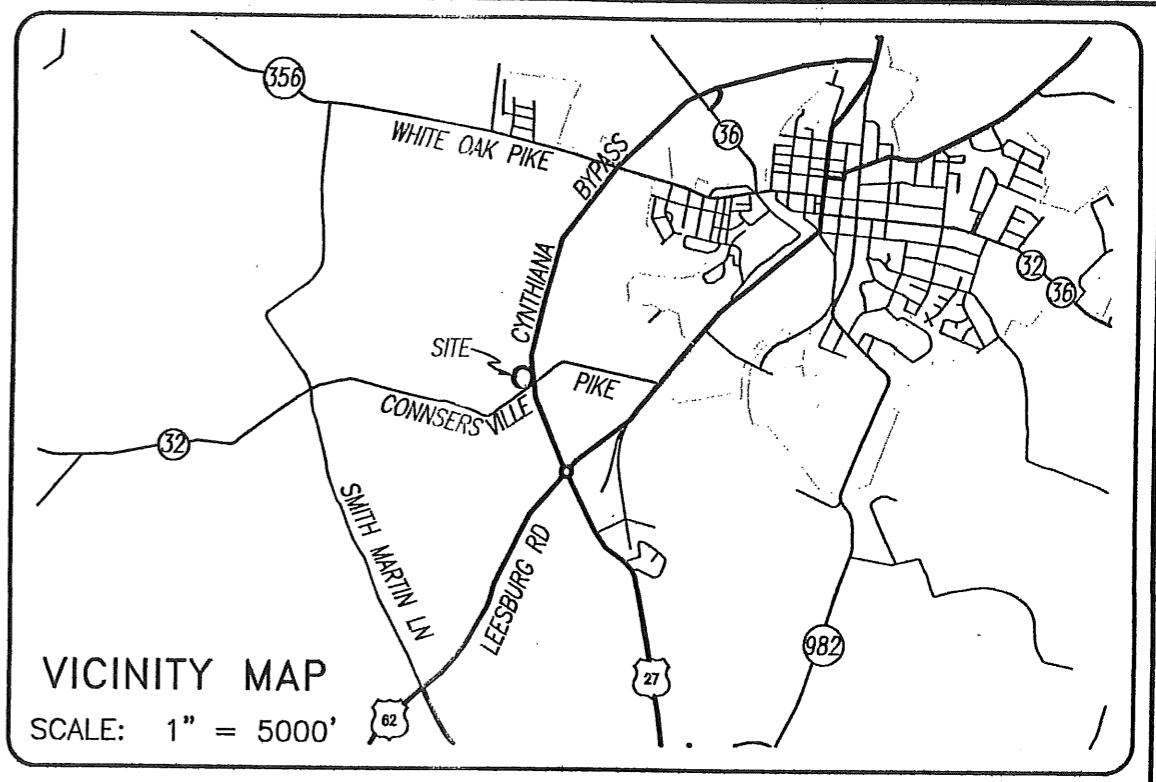 356
WHITE OAK PIKE
36
BYPASS
CYNTHIANA
32
36
SITE
CONNSERSVILLE
PIKE
32
SMITH MARTIN LN
LEESBURG RD
982
27
62
VICINITY MAP
SCALE: 1" = 5000'